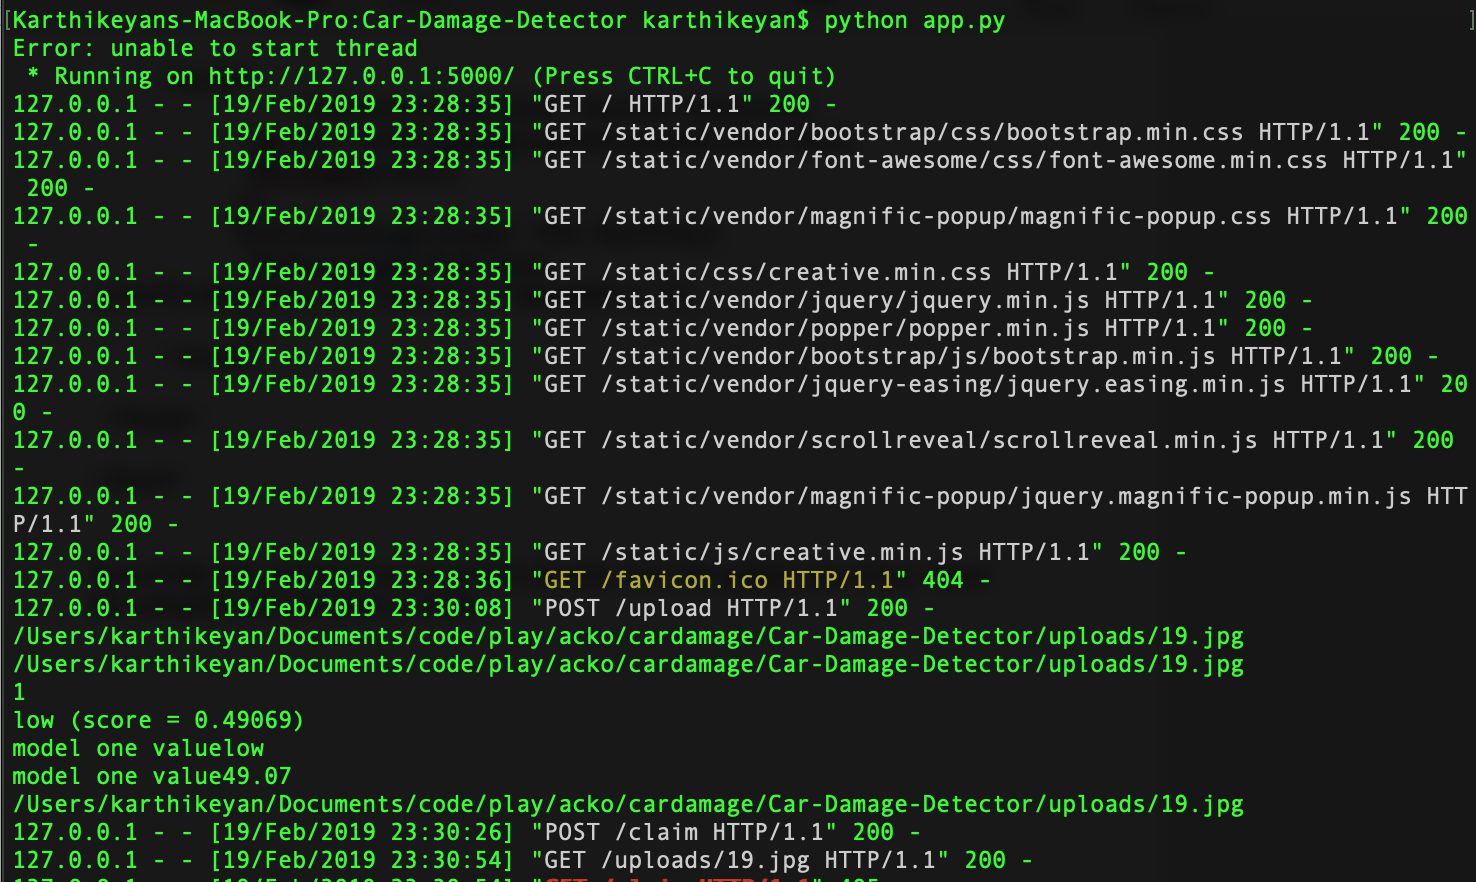 [Karthikeyans-MacBook-Pro:Car-Damage-Detector karthikeyan$ python app.py ]
Error: unable to start thread
 * Running on http://127.0.0.1:5000/ (Press CTRL+C to quit)
127.0.0.1 - - [19/Feb/2019 23:28:35] "GET / HTTP/1.1" 200 -
127.0.0.1 - - [19/Feb/2019 23:28:35] "GET /static/vendor/bootstrap/css/bootstrap.min.css HTTP/1.1" 200 -
127.0.0.1 - - [19/Feb/2019 23:28:35] "GET /static/vendor/font-awesome/css/font-awesome.min.css HTTP/1.1"
 200 -
127.0.0.1 - - [19/Feb/2019 23:28:35] "GET /static/vendor/magnific-popup/magnific-popup.css HTTP/1.1" 200
 -
127.0.0.1 - - [19/Feb/2019 23:28:35] "GET /static/css/creative.min.css HTTP/1.1" 200 -
127.0.0.1 - - [19/Feb/2019 23:28:35] "GET /static/vendor/jquery/jquery.min.js HTTP/1.1" 200 -
127.0.0.1 - - [19/Feb/2019 23:28:35] "GET /static/vendor/popper/popper.min.js HTTP/1.1" 200 -
127.0.0.1 - - [19/Feb/2019 23:28:35] "GET /static/vendor/bootstrap/js/bootstrap.min.js HTTP/1.1" 200 -
127.0.0.1 - - [19/Feb/2019 23:28:35] "GET /static/vendor/jquery-easing/jquery.easing.min.js HTTP/1.1" 20
0 -
127.0.0.1 - - [19/Feb/2019 23:28:35] "GET /static/vendor/scrollreveal/scrollreveal.min.js HTTP/1.1" 200
-
127.0.0.1 - - [19/Feb/2019 23:28:35] "GET /static/vendor/magnific-popup/jquery.magnific-popup.min.js HTT
P/1.1" 200 -
127.0.0.1 - - [19/Feb/2019 23:28:35] "GET /static/js/creative.min.js HTTP/1.1" 200 -
127.0.0.1 - - [19/Feb/2019 23:28:36] "GET /favicon.ico HTTP/1.1" 404 -
127.0.0.1 - - [19/Feb/2019 23:30:08] "POST /upload HTTP/1.1" 200 -
/Users/karthikeyan/Documents/code/play/acko/cardamage/Car-Damage-Detector/uploads/19.jpg
/Users/karthikeyan/Documents/code/play/acko/cardamage/Car-Damage-Detector/uploads/19.jpg
1
low (score = 0.49069)
model one valuelow
model one value49.07
/Users/karthikeyan/Documents/code/play/acko/cardamage/Car-Damage-Detector/uploads/19.jpg
127.0.0.1 - - [19/Feb/2019 23:30:26] "POST /claim HTTP/1.1" 200 -
127.0.0.1 - - [19/Feb/2019 23:30:54] "GET /uploads/19.jpg HTTP/1.1" 200 -